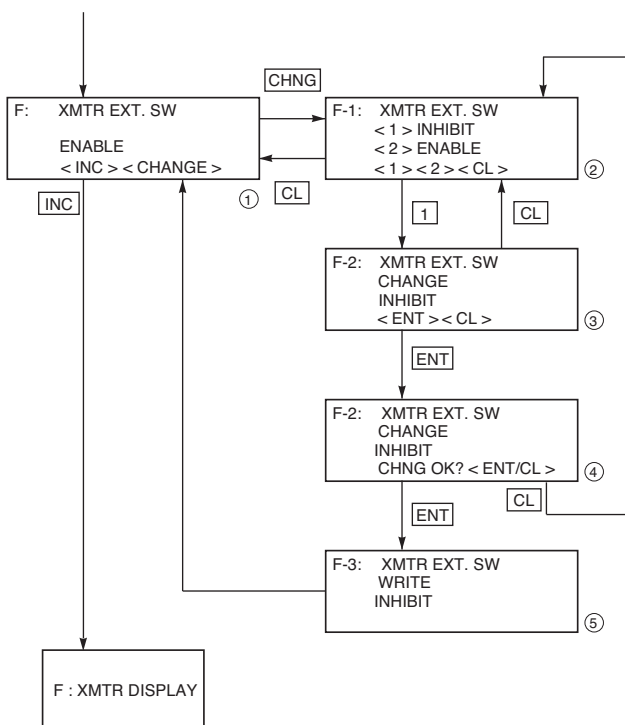 CHNG
F: XMTR EXT. SW
ENABLE
< INC > < CHANGE >
①
CL
INC
F-1: XMTR EXT. SW
< 1 > INHIBIT
< 2 > ENABLE
< 1 > < 2 > < CL >
②
1
CL
F-2: XMTR EXT. SW
CHANGE
INHIBIT
< ENT > < CL >
③
ENT
F-2: XMTR EXT. SW
CHANGE
INHIBIT
CHNG OK? < ENT/CL >
④
CL
ENT
F-3: XMTR EXT. SW
WRITE
INHIBIT
⑤
F : XMTR DISPLAY